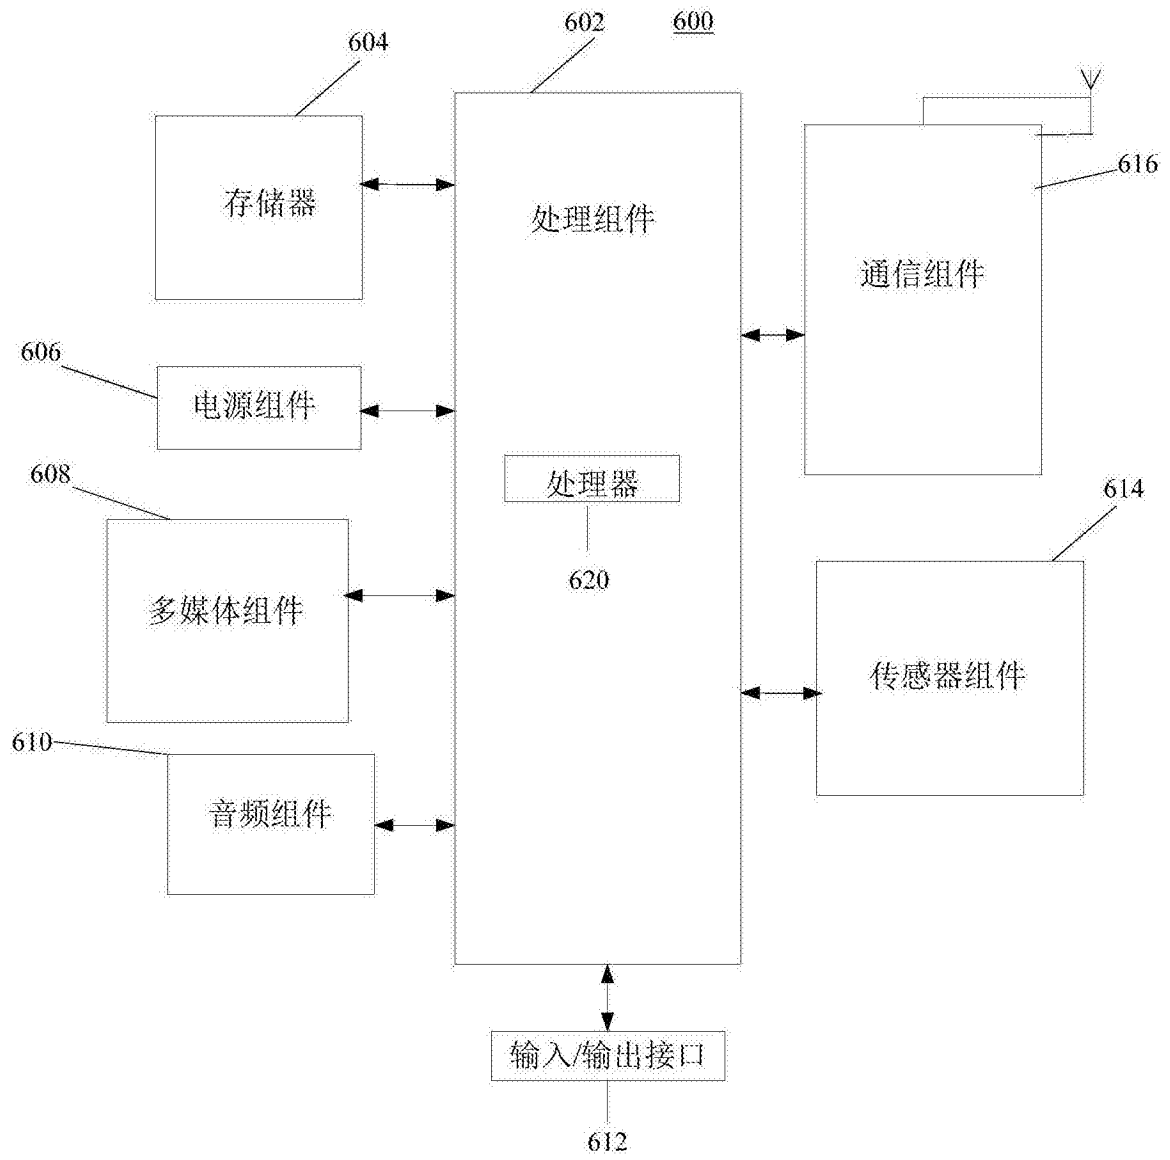 600
602
604
存储器
处理组件
616
通信组件
606
电源组件
608
处理器
620
614
多媒体组件
传感器组件
610
音频组件
输入/输出接口
612